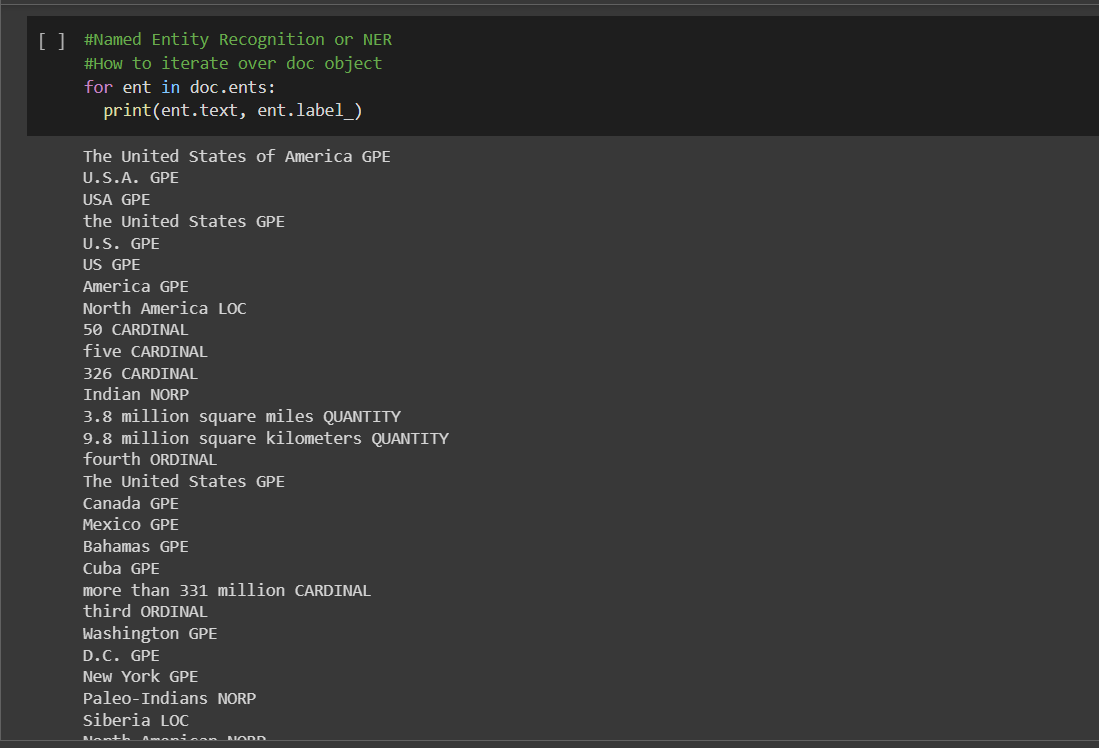 [ ] #Named Entity Recognition or NER
#How to iterate over doc object
for ent in doc.ents:
  print(ent.text, ent.label_)
The United States of America GPE
U.S.A. GPE
USA GPE
the United States GPE
U.S. GPE
US GPE
America GPE
North America LOC
50 CARDINAL
five CARDINAL
326 CARDINAL
Indian NORP
3.8 million square miles QUANTITY
9.8 million square kilometers QUANTITY
fourth ORDINAL
The United States GPE
Canada GPE
Mexico GPE
Bahamas GPE
Cuba GPE
more than 331 million CARDINAL
third ORDINAL
Washington GPE
D.C. GPE
New York GPE
Paleo-Indians NORP
Siberia LOC
North American NORP